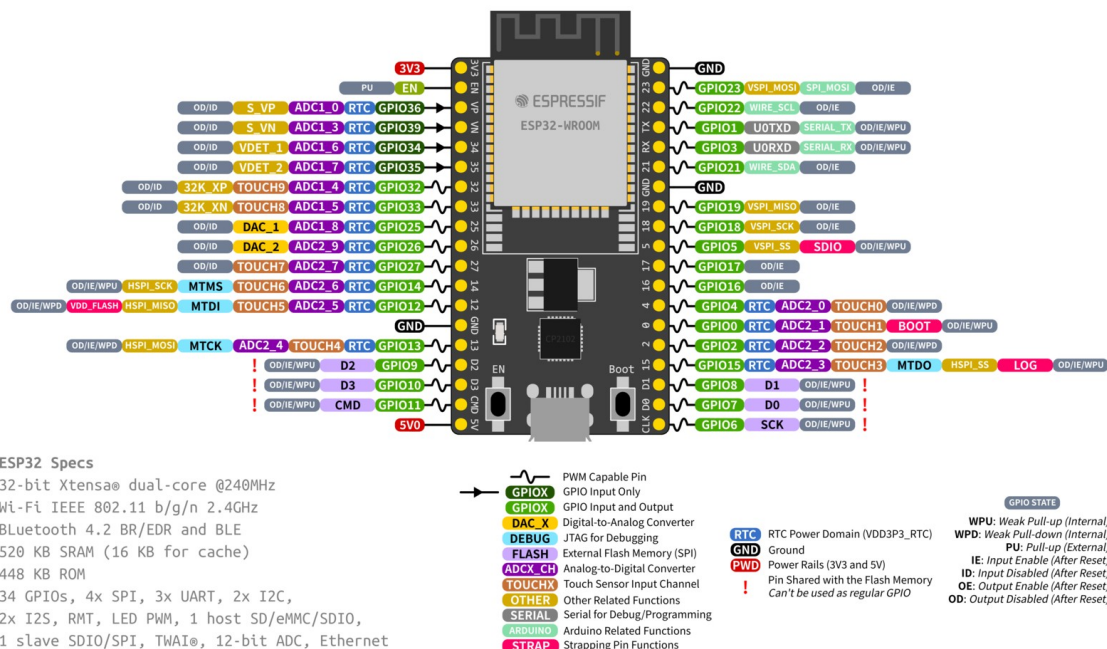 3V3 3V3 GND GND
PU EN EN 23 GPIO23 VSPI_MOSI SPI_MOSI OD/IE
OD/ID S_VP ADC1_0 RTC GPIO36 VP 22 GPIO22 WIRE_SCL OD/IE
OD/ID S_VN ADC1_3 RTC GPIO39 VN TX GPIO1 U0TXD SERIAL_TX OD/IE/WPU
OD/ID VDET_1 ADC1_6 RTC GPIO34 34 RX GPIO3 U0RXD SERIAL_RX OD/IE/WPU
OD/ID VDET_2 ADC1_7 RTC GPIO35 35 21 GPIO21 WIRE_SDA OD/IE
OD/ID 32K_XP TOUCH9 ADC1_4 RTC GPIO32 32 GND GND
OD/ID 32K_XN TOUCH8 ADC1_5 RTC GPIO33 33 19 GPIO19 VSPI_MISO OD/IE
OD/ID DAC_1 ADC1_8 RTC GPIO25 25 18 GPIO18 VSPI_SCK OD/IE
OD/ID DAC_2 ADC2_9 RTC GPIO26 26 5 GPIO5 VSPI_SS SDIO OD/IE/WPU
OD/ID TOUCH7 ADC2_7 RTC GPIO27 27 17 GPIO17 OD/IE
OD/IE/WPU HSPI_SCK MTMS TOUCH6 ADC2_6 RTC GPIO14 14 16 GPIO16 OD/IE
OD/IE/WPD VDD_FLASH HSPI_MISO MTDI TOUCH5 ADC2_5 RTC GPIO12 12 4 GPIO4 RTC ADC2_0 TOUCH0 OD/IE/WPD
GND GND 0 GPIO0 RTC ADC2_1 TOUCH1 BOOT OD/IE/WPU
OD/IE/WPD HSPI_MOSI MTCK ADC2_4 TOUCH4 RTC GPIO13 13 2 GPIO2 RTC ADC2_2 TOUCH2 OD/IE/WPD
! OD/IE/WPU D2 GPIO9 D2 15 GPIO15 RTC ADC2_3 TOUCH3 MTDO HSPI_SS LOG OD/IE/WPU
! OD/IE/WPU D3 GPIO10 D3 D1 GPIO8 D1 OD/IE/WPU !
! OD/IE/WPU CMD GPIO11 CMD D0 GPIO7 D0 OD/IE/WPU !
5V0 5V CLK GPIO6 SCK OD/IE/WPU !
ESPRESSIF
ESP32-WROOM
CP2102
EN Boot
ESP32 Specs
32-bit Xtensa® dual-core @240MHz
Wi-Fi IEEE 802.11 b/g/n 2.4GHz
BLuetooth 4.2 BR/EDR and BLE
520 KB SRAM (16 KB for cache)
448 KB ROM
34 GPIOs, 4x SPI, 3x UART, 2x I2C,
2x I2S, RMT, LED PWM, 1 host SD/eMMC/SDIO,
1 slave SDIO/SPI, TWAI®, 12-bit ADC, Ethernet
PWM Capable Pin
GPIOX GPIO Input Only
GPIOX GPIO Input and Output
DAC_X Digital-to-Analog Converter
DEBUG JTAG for Debugging
FLASH External Flash Memory (SPI)
ADCX_CH Analog-to-Digital Converter
TOUCHX Touch Sensor Input Channel
OTHER Other Related Functions
SERIAL Serial for Debug/Programming
ARDUINO Arduino Related Functions
STRAP Strapping Pin Functions
RTC RTC Power Domain (VDD3P3_RTC)
GND Ground
PWD Power Rails (3V3 and 5V)
! Pin Shared with the Flash Memory
Can't be used as regular GPIO
GPIO STATE
WPU: Weak Pull-up (Internal)
WPD: Weak Pull-down (Internal)
PU: Pull-up (External)
IE: Input Enable (After Reset)
ID: Input Disabled (After Reset)
OE: Output Enable (After Reset)
OD: Output Disabled (After Reset)